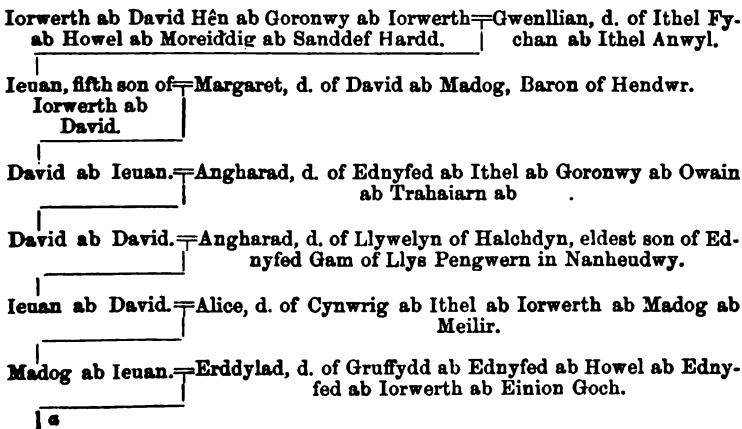 Iorwerth ab David Hên ab Goronwy ab Iorwerth=Gwenllian, d. of Ithel Fy-
ab Howel ab Moreiddig ab Sanddef Hardd. chan ab Ithel Anwyl.
Ieuan, fifth son of=Margaret, d. of David ab Madog, Baron of Hendwr.
Iorwerth ab
David.
David ab Ieuan.=Angharad, d. of Ednyfed ab Ithel ab Goronwy ab Owain
ab Trahaiarn ab .
David ab David.=Angharad, d. of Llywelyn of Halchdyn, eldest son of Ed-
nyfed Gam of Llys Pengwern in Nanheudwy.
Ieuan ab David.=Alice, d. of Cynwrig ab Ithel ab Iorwerth ab Madog ab
Meilir.
Madog ab Ieuan.=Erddylad, d. of Gruffydd ab Ednyfed ab Howel ab Edny-
fed ab Iorwerth ab Einion Goch.
a